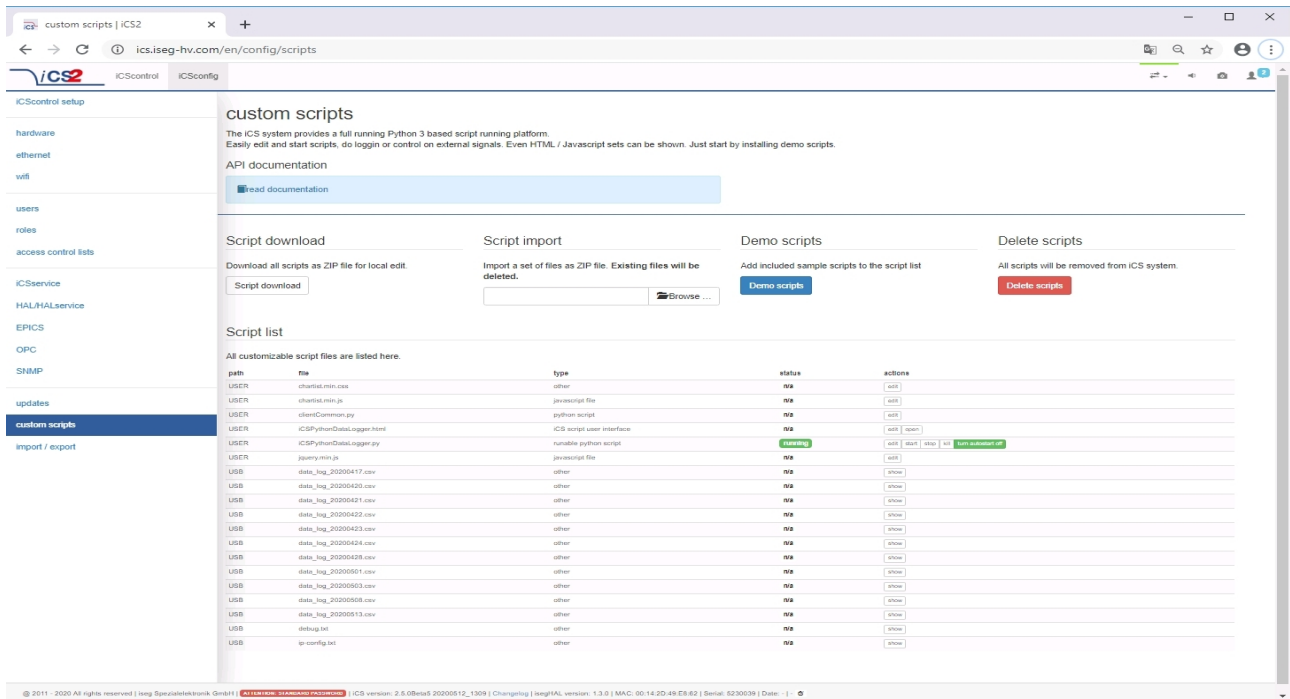 custom scripts | iCS2
ics.iseg-hv.com/en/config/scripts
iCS2 iCScontrol iCSconfig 2
iCScontrol setup
hardware
ethernet
wifi
users
roles
access control lists
iCSservice
HAL/HALservice
EPICS
OPC
SNMP
updates
custom scripts
import / export
custom scripts
The iCS system provides a full running Python 3 based script running platform.
Easily edit and start scripts, do loggin or control on external signals. Even HTML / Javascript sets can be shown. Just start by installing demo scripts.
API documentation
read documentation
Script download
Download all scripts as ZIP file for local edit.
Script download
Script import
Import a set of files as ZIP file. Existing files will be
deleted.
Browse ...
Demo scripts
Add included sample scripts to the script list
Demo scripts
Delete scripts
All scripts will be removed from iCS system.
Delete scripts
Script list
All customizable script files are listed here.
path file type status actions
USER chartist.min.css other n/a edit
USER chartist.min.js javascript file n/a edit
USER clientCommon.py python script n/a edit
USER iCSPythonDataLogger.html iCS script user interface n/a edit open
USER iCSPythonDataLogger.py runable python script running edit start stop kill turn autostart off
USER jquery.min.js javascript file n/a edit
USB data_log_20200417.csv other n/a show
USB data_log_20200420.csv other n/a show
USB data_log_20200421.csv other n/a show
USB data_log_20200422.csv other n/a show
USB data_log_20200423.csv other n/a show
USB data_log_20200424.csv other n/a show
USB data_log_20200428.csv other n/a show
USB data_log_20200501.csv other n/a show
USB data_log_20200503.csv other n/a show
USB data_log_20200508.csv other n/a show
USB data_log_20200513.csv other n/a show
USB debug.txt other n/a show
USB ip-config.txt other n/a show
@ 2011 - 2020 All rights reserved | iseg Spezialelektronik GmbH | ATTENTION: STANDARD PASSWORD | iCS version: 2.5.0Beta5 20200512_1309 | Changelog | isegHAL version: 1.3.0 | MAC: 00:14:2D:49:E8:62 | Serial: 5230039 | Date: - | -